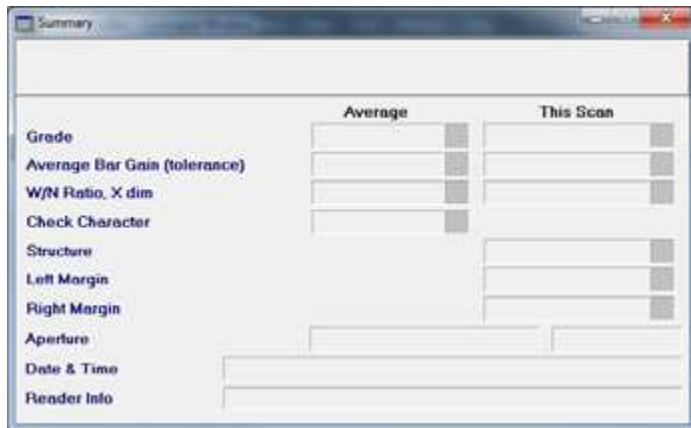 Summary
Average This Scan
Grade
Average Bar Gain (tolerance)
W/N Ratio, X dim
Check Character
Structure
Left Margin
Right Margin
Aperture
Date & Time
Reader Info